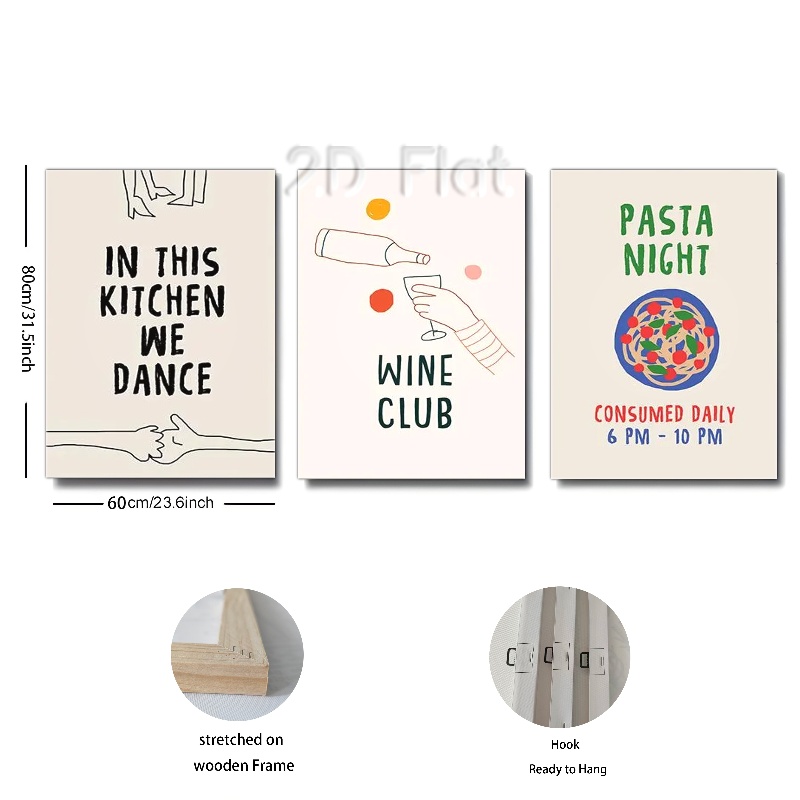 2D Flat
IN THIS
KITCHEN
WE
DANCE
WINE
CLUB
PASTA
NIGHT
CONSUMED DAILY
6 PM - 10 PM
80cm/31.5inch
60cm/23.6inch
stretched on
wooden Frame
Hook
Ready to Hang